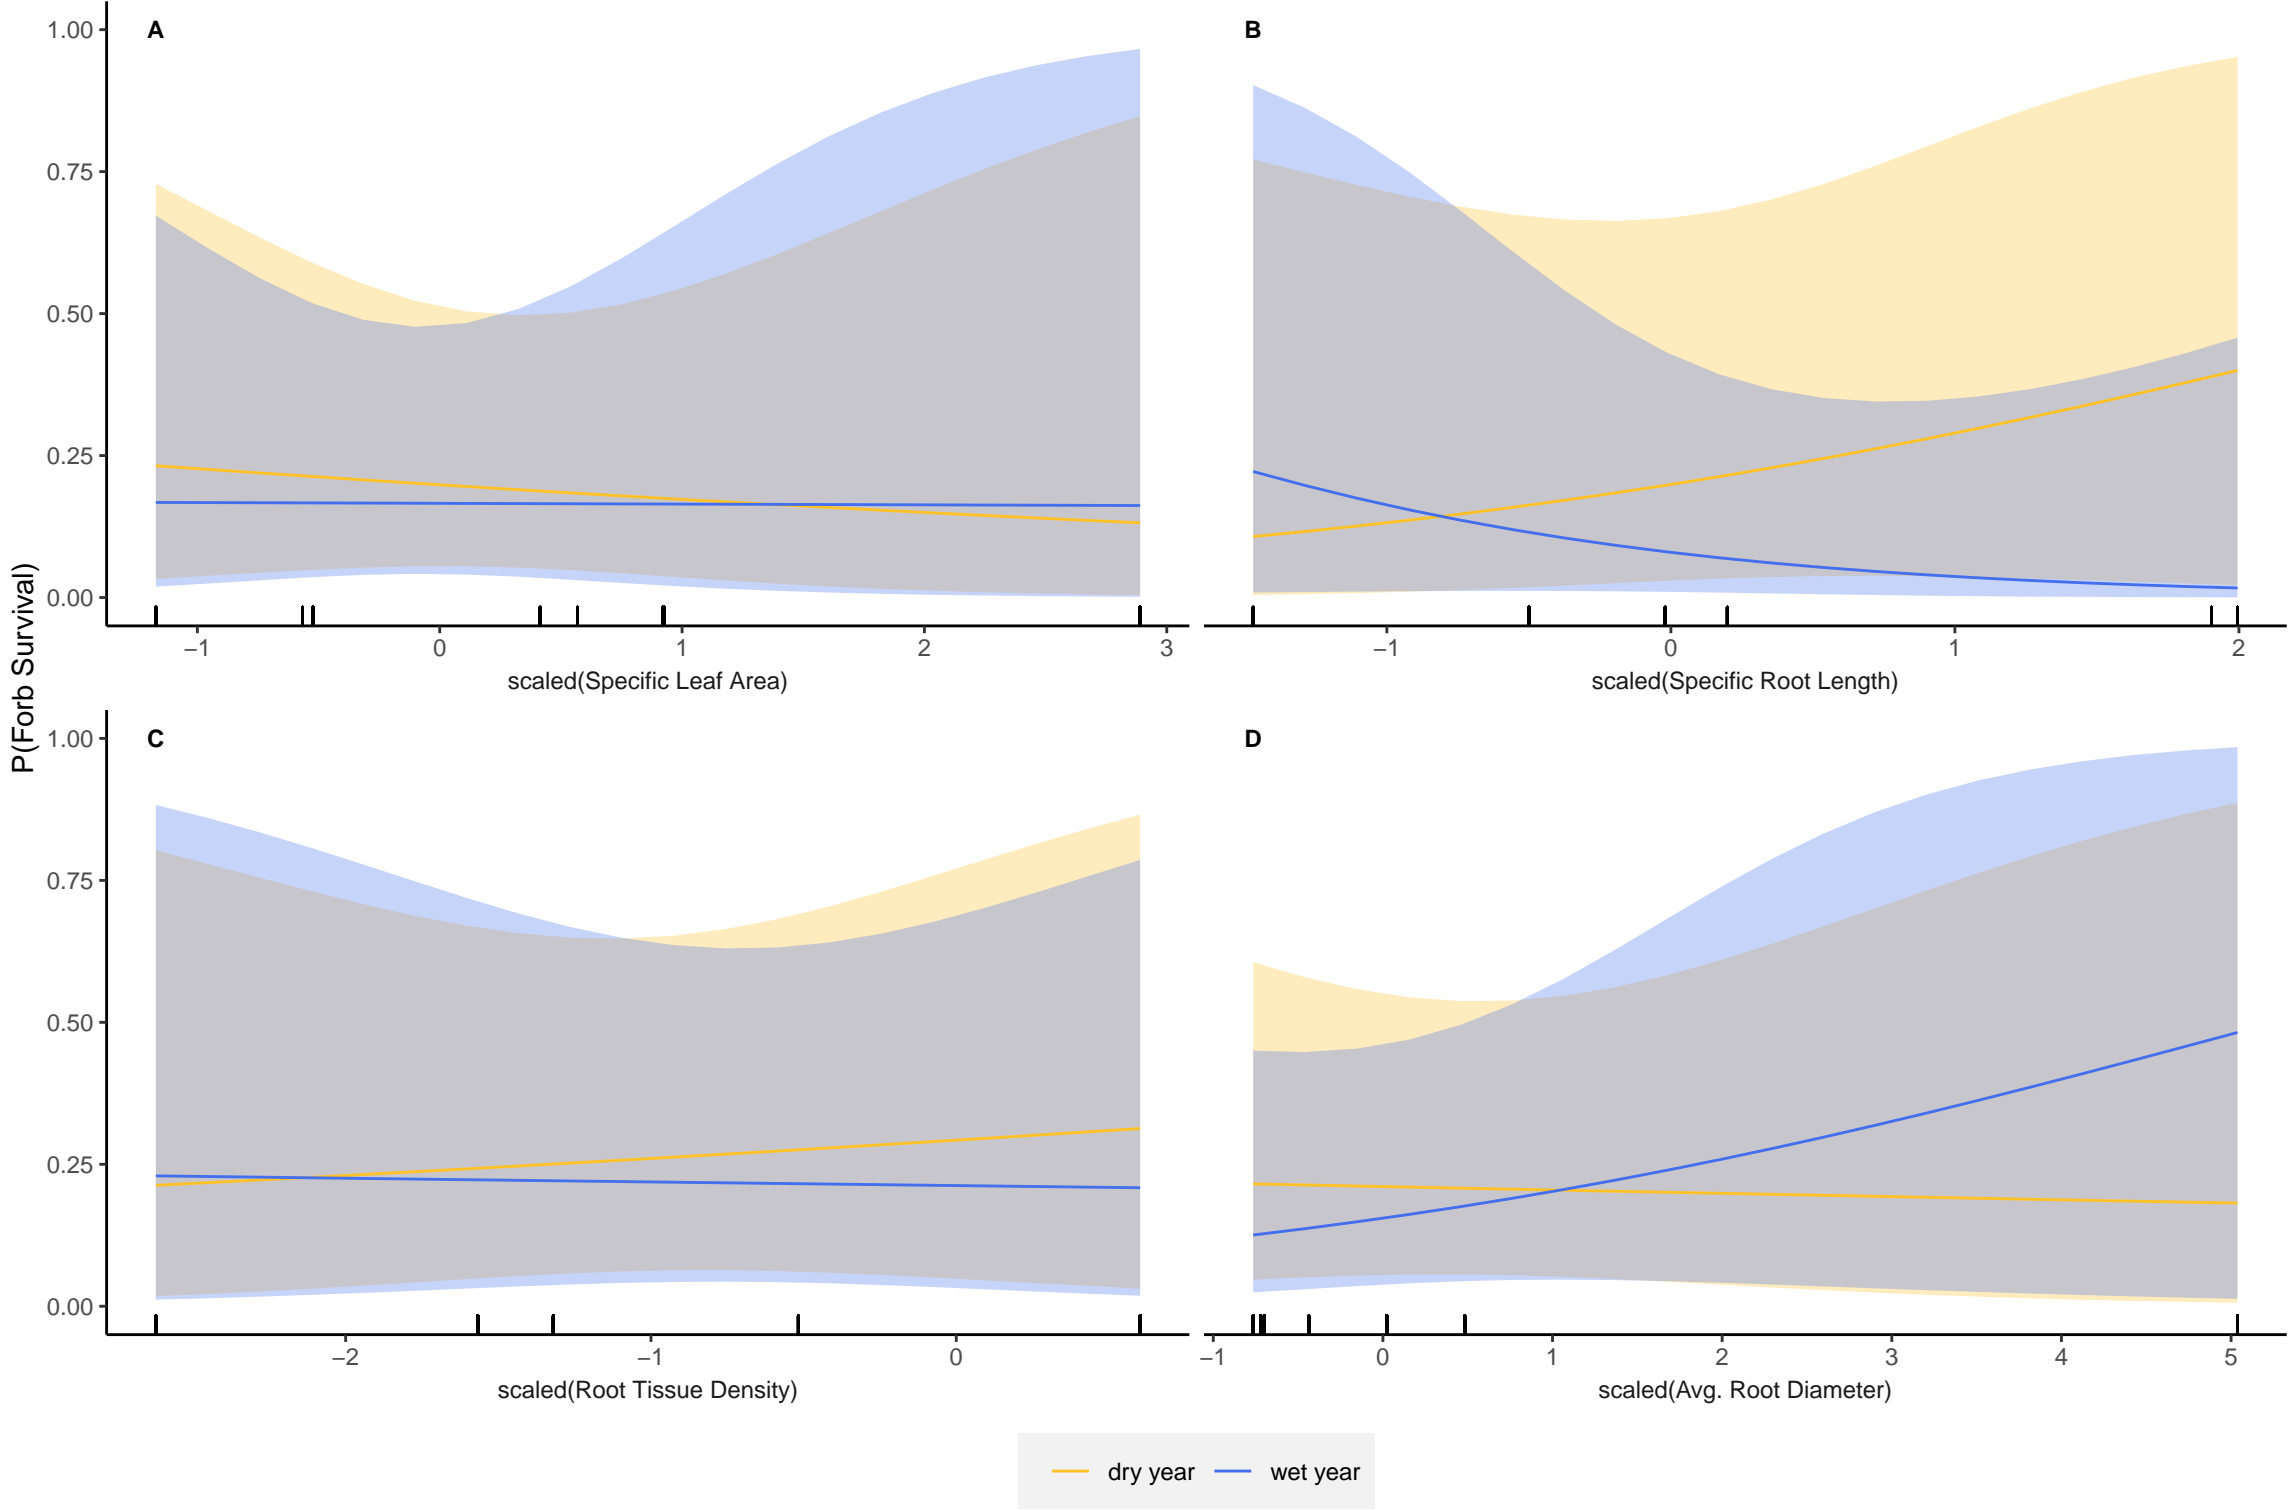 P(Forb Survival)
A
1.00
0.75
0.50
0.25
0.00
−1
0
1
2
3
scaled(Specific Leaf Area)
B
−1
0
1
2
scaled(Specific Root Length)
C
1.00
0.75
0.50
0.25
0.00
−2
−1
0
scaled(Root Tissue Density)
D
−1
0
1
2
3
4
5
scaled(Avg. Root Diameter)
dry year
wet year